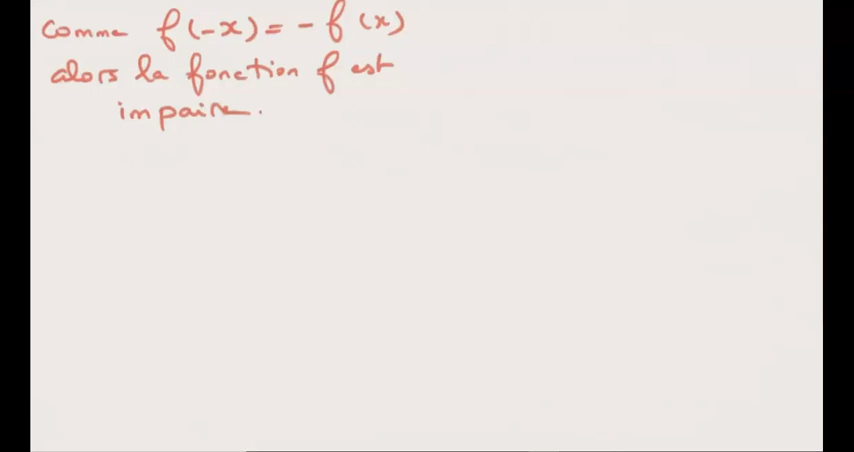 Comme f(-x) = - f(x)
alors la fonction f est
impaire.